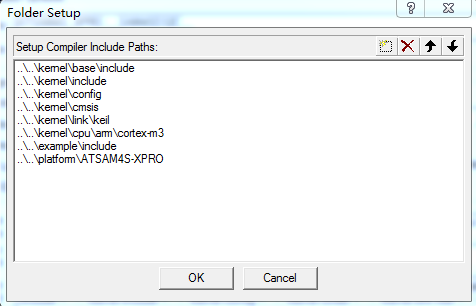 Folder Setup
Setup Compiler Include Paths:
..\..\kernel\base\include
..\..\kernel\include
..\..\kernel\config
..\..\kernel\cmsis
..\..\kernel\link\keil
..\..\kernel\cpu\arm\cortex-m3
..\..\example\include
..\..\platform\ATSAM4S-XPRO
OK Cancel